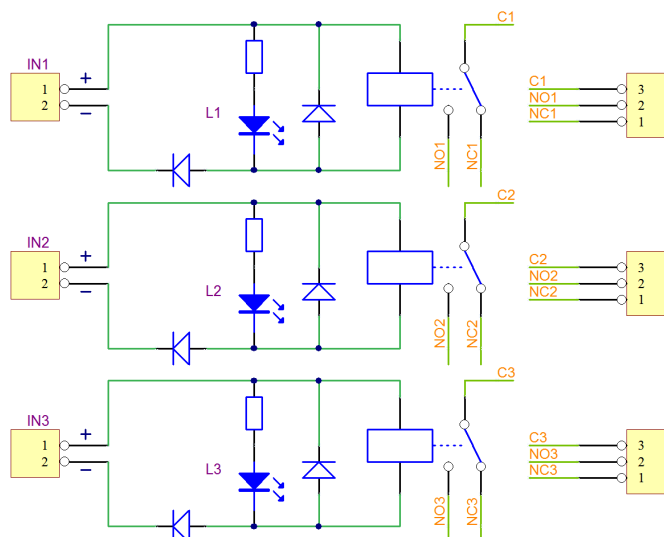 C1
IN1
1
+
2
–
L1
C1
3
NO1
2
NC1
1
NO1
NC1
C2
IN2
1
+
2
–
L2
C2
3
NO2
2
NC2
1
NO2
NC2
C3
IN3
1
+
2
–
L3
C3
3
NO3
2
NC3
1
NO3
NC3